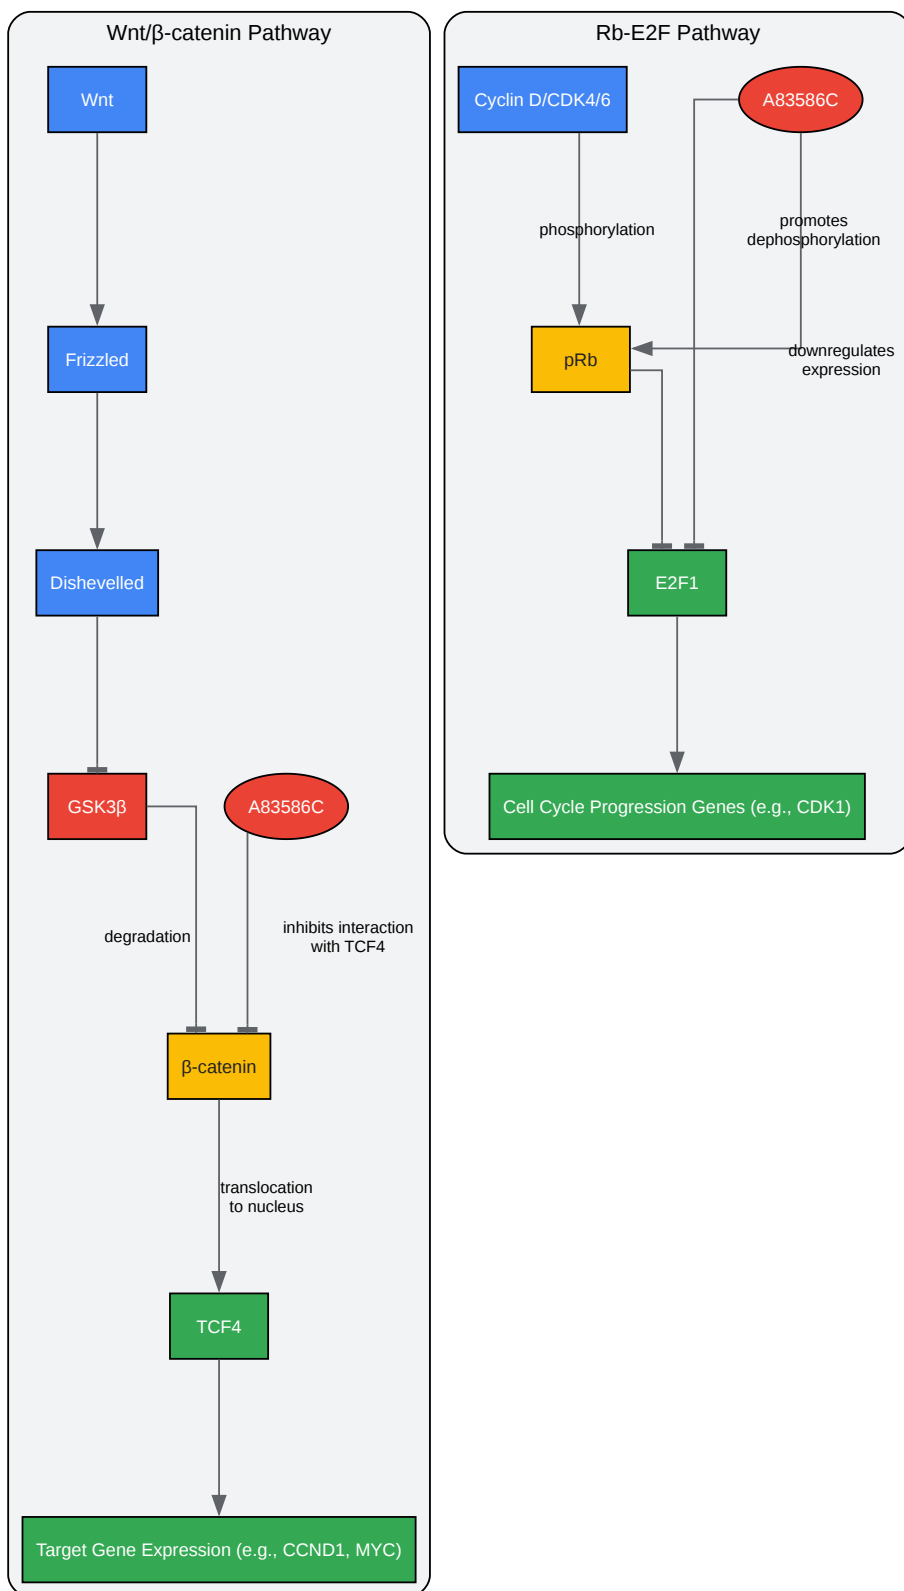 Wnt/β-catenin Pathway
Wnt
Frizzled
Dishevelled
GSK3β
A83586C
degradation
inhibits interaction
with TCF4
β-catenin
translocation
to nucleus
TCF4
Target Gene Expression (e.g., CCND1, MYC)
Rb-E2F Pathway
Cyclin D/CDK4/6
A83586C
phosphorylation
promotes
dephosphorylation
pRb
downregulates
expression
E2F1
Cell Cycle Progression Genes (e.g., CDK1)